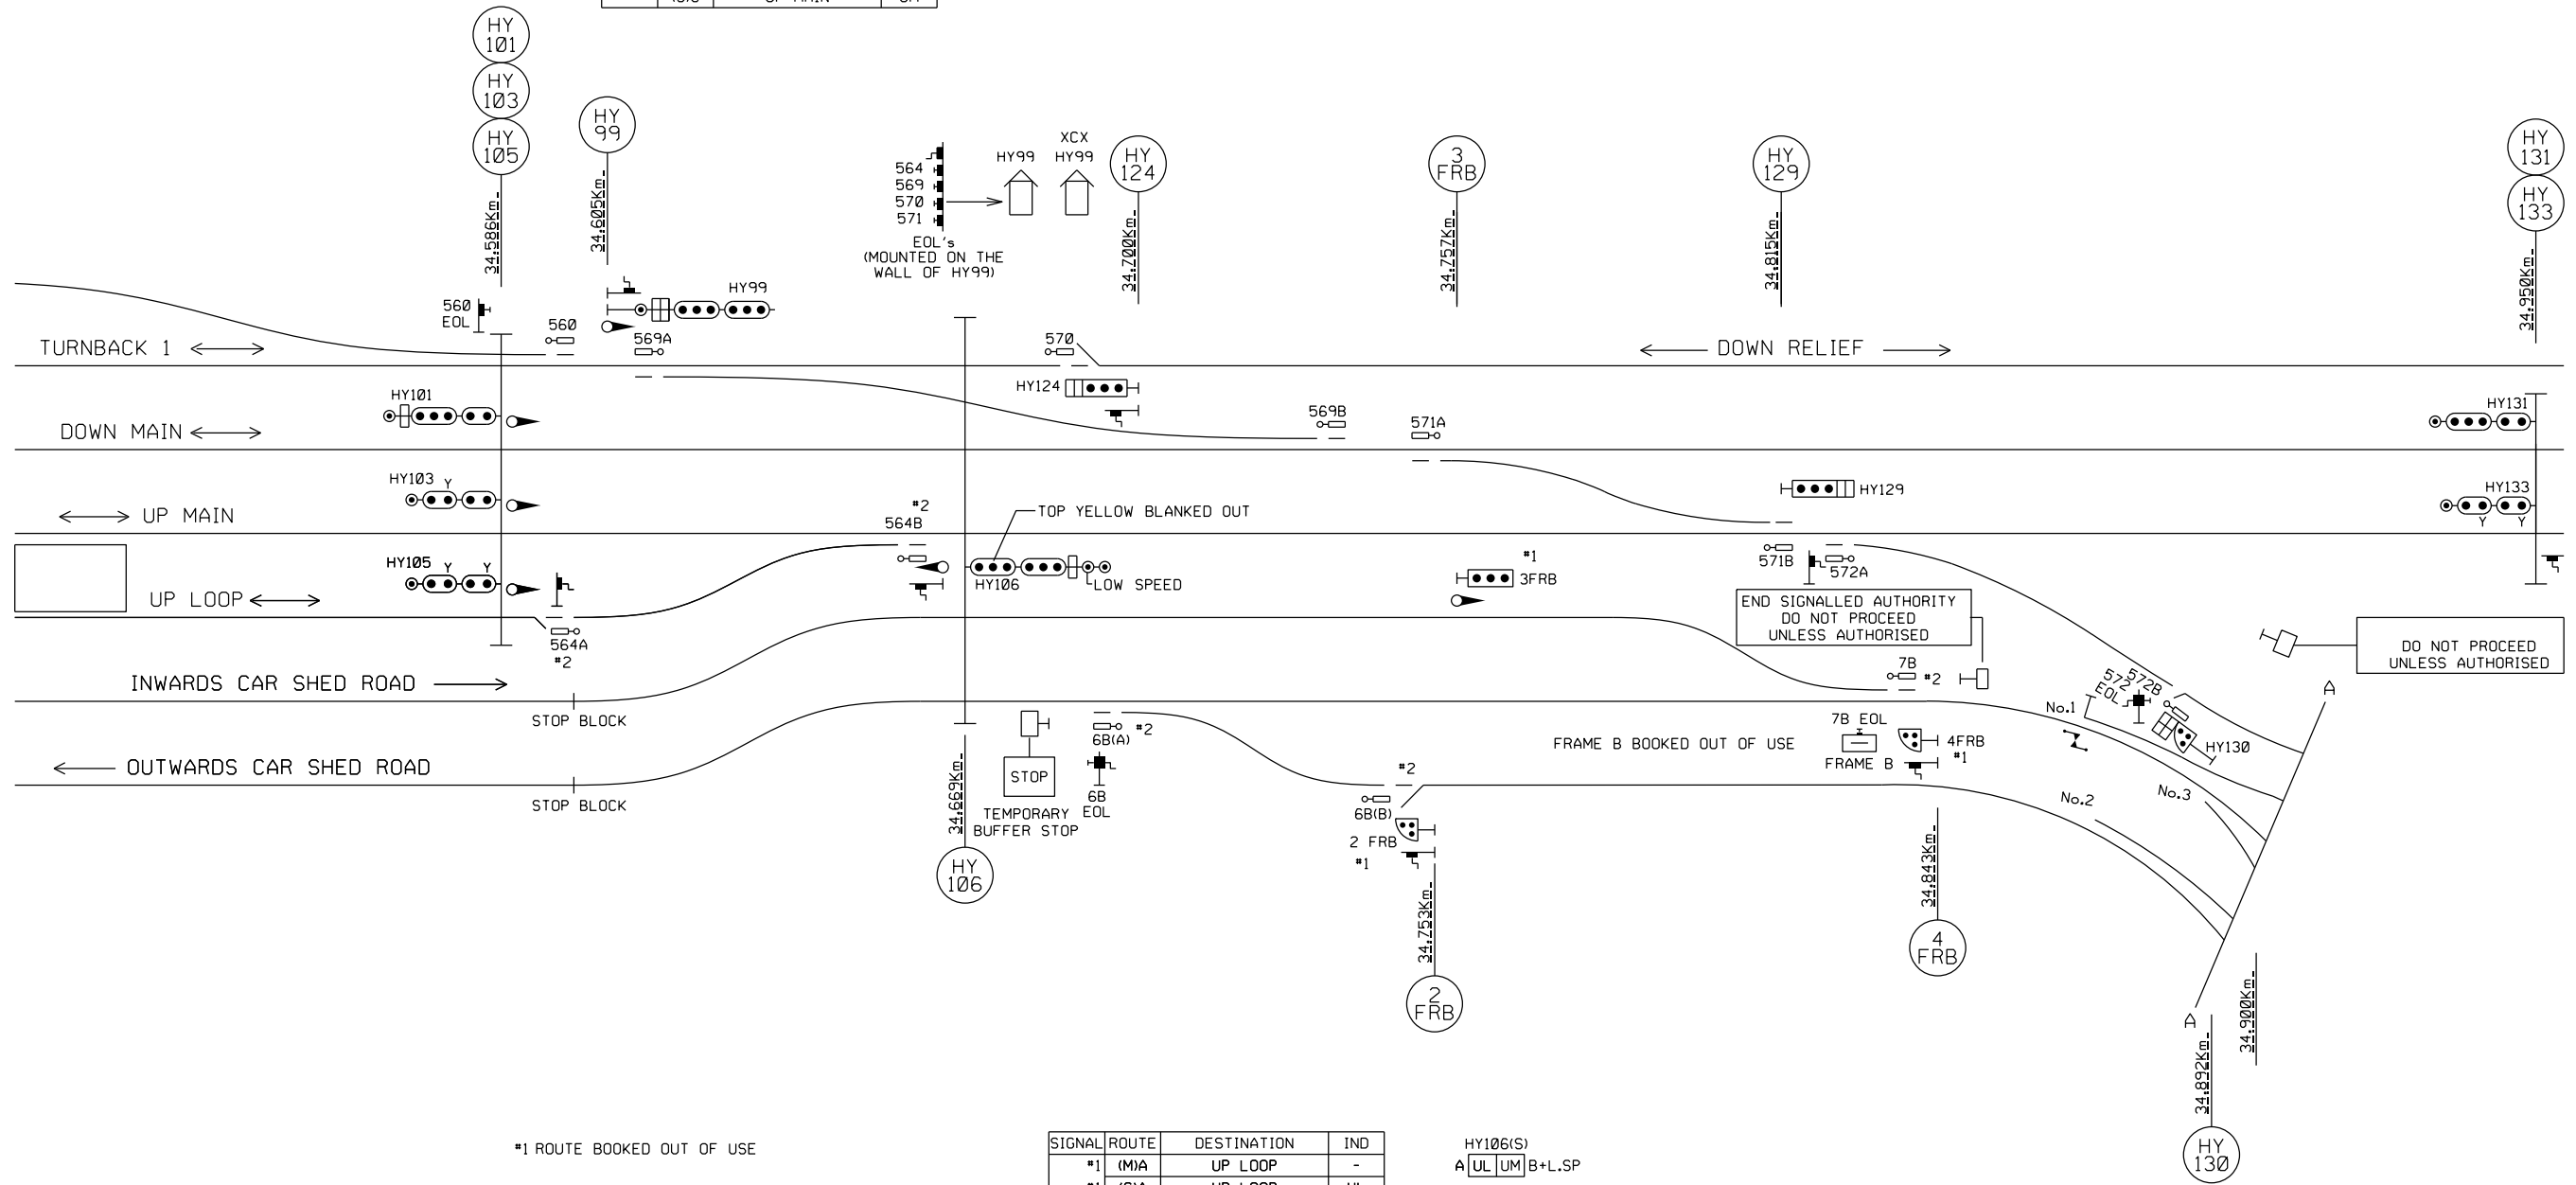 UP MAIN
HY
101
HY
103
HY
105
34.586Km
HY
99
34.605Km
564
569
570
571
EOL's
(MOUNTED ON THE
WALL OF HY99)
HY99
XCX
HY99
HY
124
34.700Km
3
FRB
34.757Km
HY
129
34.815Km
HY
131
HY
133
34.950Km
560
EOL
560
HY99
569A
TURNBACK 1
570
DOWN RELIEF
HY101
HY124
DOWN MAIN
569B
571A
HY131
HY103
Y
#2
564B
TOP YELLOW BLANKED OUT
HY129
HY133
Y Y
UP MAIN
HY105
Y Y
HY106
LOW SPEED
#1
3FRB
571B
572A
UP LOOP
564A
#2
END SIGNALLED AUTHORITY
DO NOT PROCEED
UNLESS AUTHORISED
DO NOT PROCEED
UNLESS AUTHORISED
INWARDS CAR SHED ROAD
7B
#2
572
EOL
572B
A
STOP BLOCK
No.1
6B(A)
#2
7B EOL
FRAME B BOOKED OUT OF USE
FRAME B
4FRB
#1
HY130
OUTWARDS CAR SHED ROAD
STOP
6B
EOL
#2
STOP BLOCK
TEMPORARY
BUFFER STOP
6B(B)
2 FRB
#1
No.2
No.3
34.669Km
HY
106
34.753Km
2
FRB
34.843Km
4
FRB
A
34.900Km
34.892Km
HY
130
#1 ROUTE BOOKED OUT OF USE
SIGNAL ROUTE DESTINATION IND
#1 (M)A UP LOOP -
UP LOOP
HY106(S)
A UL UM B+L.SP